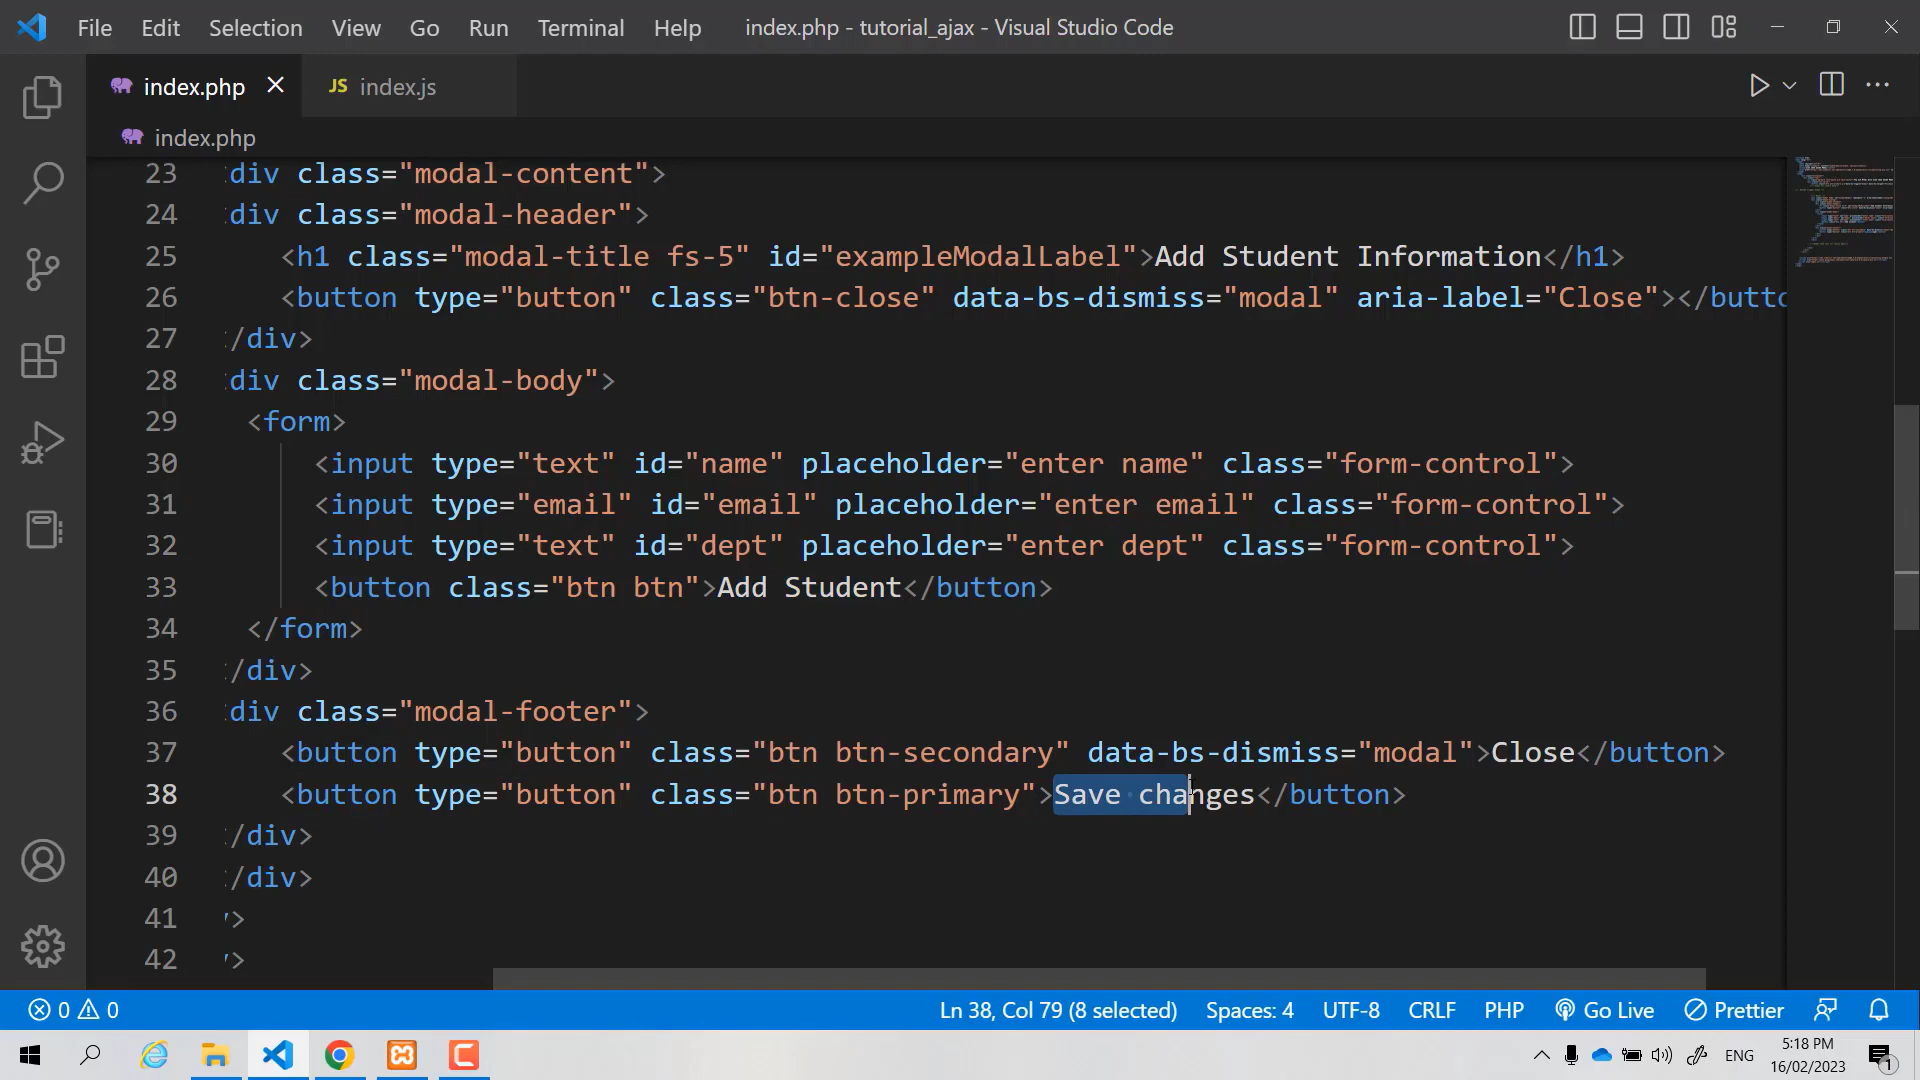 File Edit Selection View Go Run Terminal Help index.php - tutorial_ajax - Visual Studio Code
index.php JS index.js
index.php
23 div class="modal-content">
24 div class="modal-header">
25 <h1 class="modal-title fs-5" id="exampleModalLabel">Add Student Information</h1>
26 <button type="button" class="btn-close" data-bs-dismiss="modal" aria-label="Close"></butto
27 /div>
28 div class="modal-body">
29 <form>
30 <input type="text" id="name" placeholder="enter name" class="form-control">
31 <input type="email" id="email" placeholder="enter email" class="form-control">
32 <input type="text" id="dept" placeholder="enter dept" class="form-control">
33 <button class="btn btn">Add Student</button>
34 </form>
35 /div>
36 div class="modal-footer">
37 <button type="button" class="btn btn-secondary" data-bs-dismiss="modal">Close</button>
38 <button type="button" class="btn btn-primary">Save changes</button>
39 /div>
40 /div>
41 >
42 >
0 0 Ln 38, Col 79 (8 selected) Spaces: 4 UTF-8 CRLF PHP Go Live Prettier
ENG 5:18 PM
16/02/2023 1